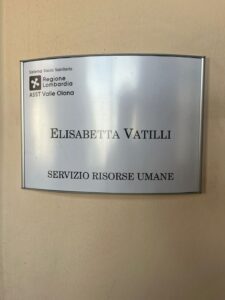 Sistema Socio Sanitario
Regione
Lombardia
ASST Valle Olona
ELISABETTA VATILLI
SERVIZIO RISORSE UMANE